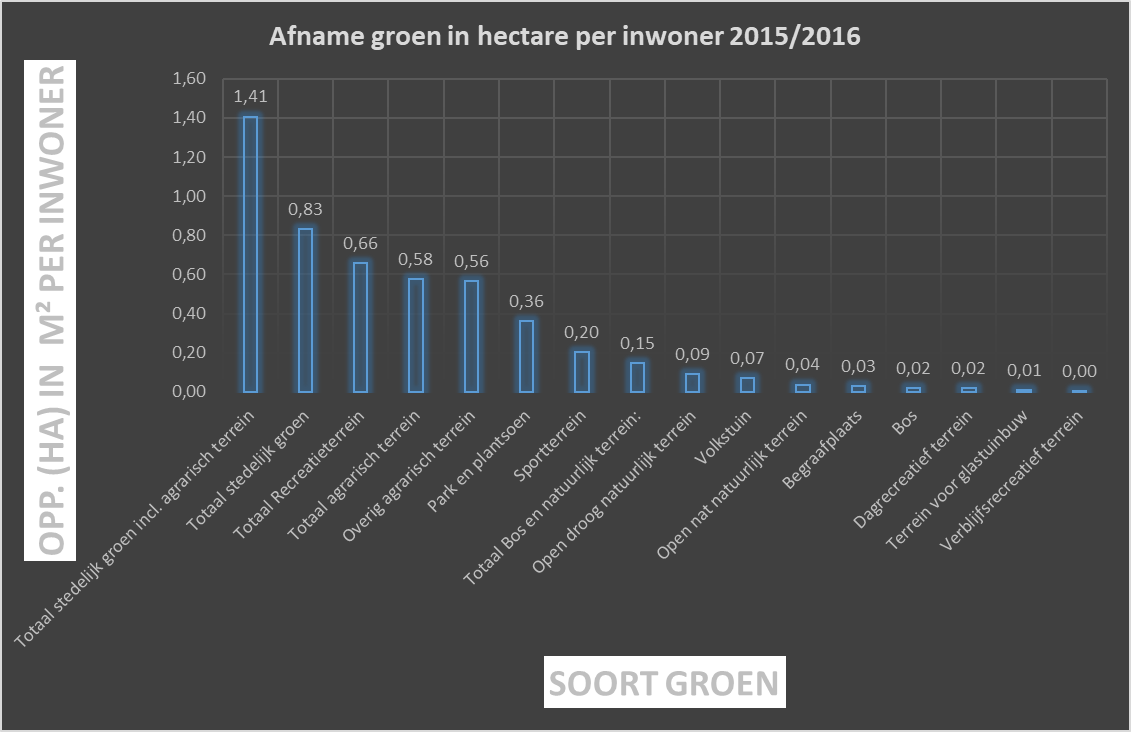 Afname groen in hectare per inwoner 2015/2016
OPP. (HA) IN M² PER INWONER
1,60
1,40
1,20
1,00
0,80
0,60
0,40
0,20
0,00
1,41
0,83
0,66
0,58
0,56
0,36
0,20
0,15
0,09
0,07
0,04
0,03
0,02
0,02
0,01
0,00
Totaal stedelijk groen incl. agrarisch terrein
Totaal stedelijk groen
Totaal Recreatieterrein
Totaal agrarisch terrein
Overig agrarisch terrein
Park en plantsoen
Sportterrein
Totaal Bos en natuurlijk terrein:
Open droog natuurlijk terrein
Volkstuin
Open nat natuurlijk terrein
Begraafplaats
Bos
Dagrecreatief terrein
Terrein voor glastuinbuw
Verblijfsrecreatief terrein
SOORT GROEN